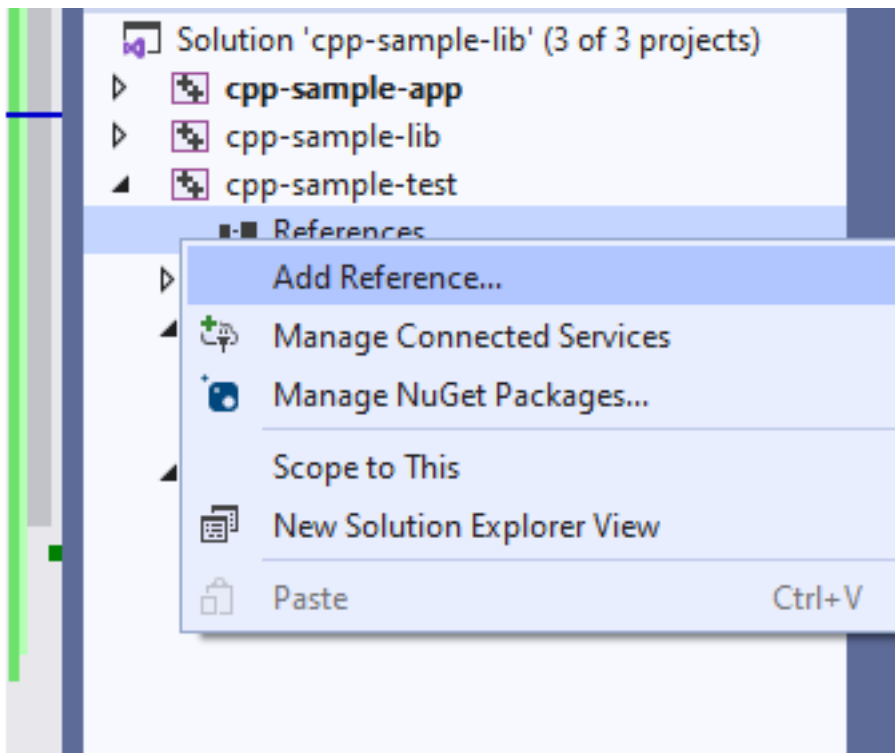 Solution 'cpp-sample-lib' (3 of 3 projects)
cpp-sample-app
cpp-sample-lib
cpp-sample-test
References
Add Reference...
Manage Connected Services
Manage NuGet Packages...
Scope to This
New Solution Explorer View
Paste Ctrl+V